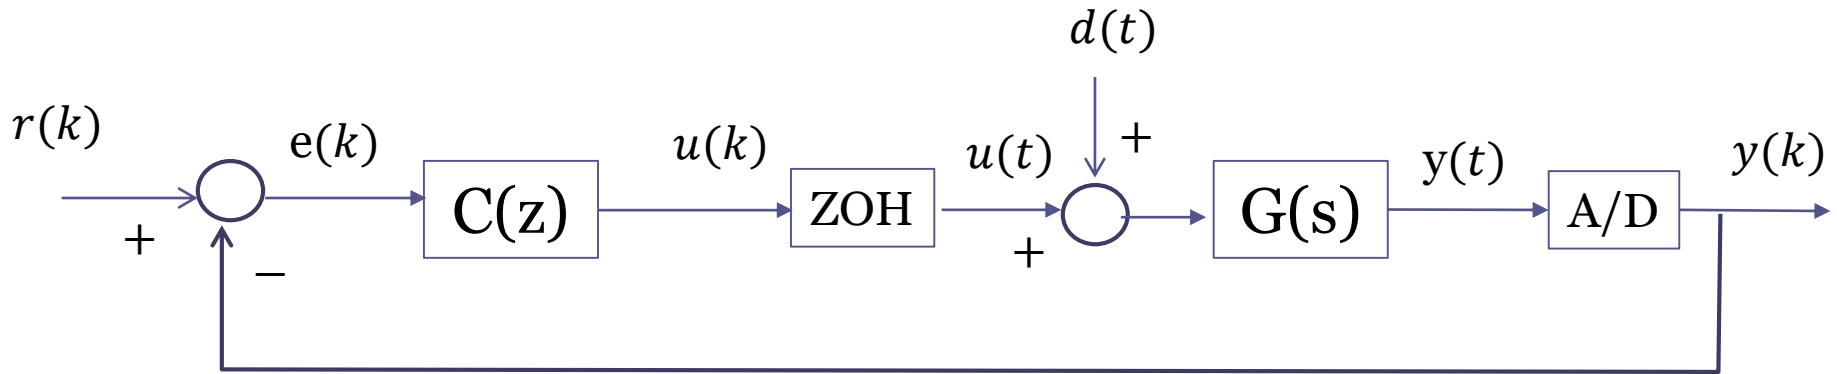 d(t)
r(k)
e(k)
u(k)
u(t)
+
y(t)
y(k)
C(z)
ZOH
G(s)
A/D
+
−
+